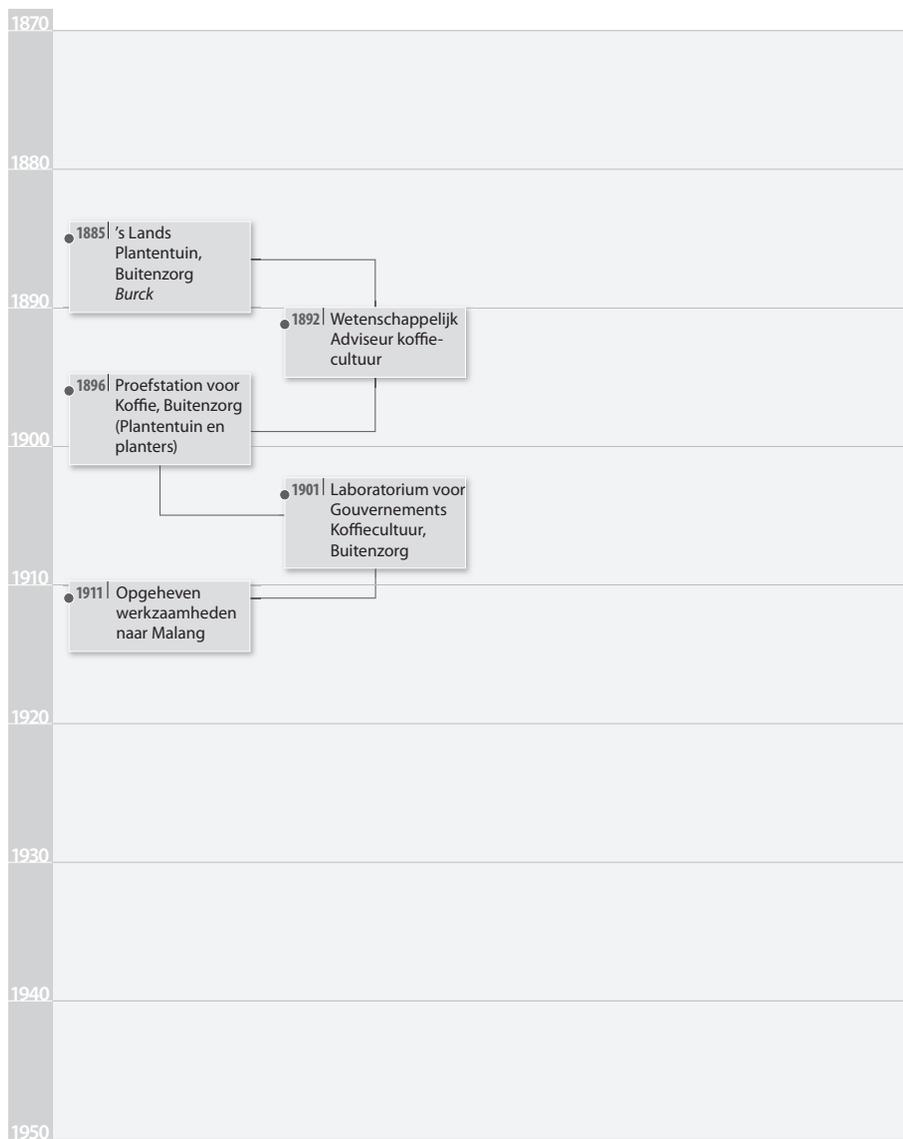 1870
1880
1885 's Lands
Plantentuin,
Buitenzorg
Burck
1890
1892 Wetenschappelijk
Adviseur koffie-
cultuur
1896 Proefstation voor
Koffie, Buitenzorg
(Plantentuin en
planters)
1900
1901 Laboratorium voor
Gouvernements
Koffiecultuur,
Buitenzorg
1910
1911 Opgeheven
werkzaamheden
naar Malang
1920
1930
1940
1950